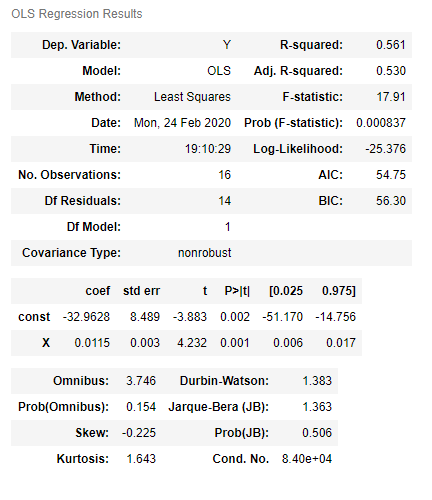 OLS Regression Results
Dep. Variable: Y R-squared: 0.561
Model: OLS Adj. R-squared: 0.530
Method: Least Squares F-statistic: 17.91
Date: Mon, 24 Feb 2020 Prob (F-statistic): 0.000837
Time: 19:10:29 Log-Likelihood: -25.376
No. Observations: 16 AIC: 54.75
Df Residuals: 14 BIC: 56.30
Df Model: 1
Covariance Type: nonrobust
coef std err t P>|t| [0.025 0.975]
const -32.9628 8.489 -3.883 0.002 -51.170 -14.756
X 0.0115 0.003 4.232 0.001 0.006 0.017
Omnibus: 3.746 Durbin-Watson: 1.383
Prob(Omnibus): 0.154 Jarque-Bera (JB): 1.363
Skew: -0.225 Prob(JB): 0.506
Kurtosis: 1.643 Cond. No. 8.40e+04